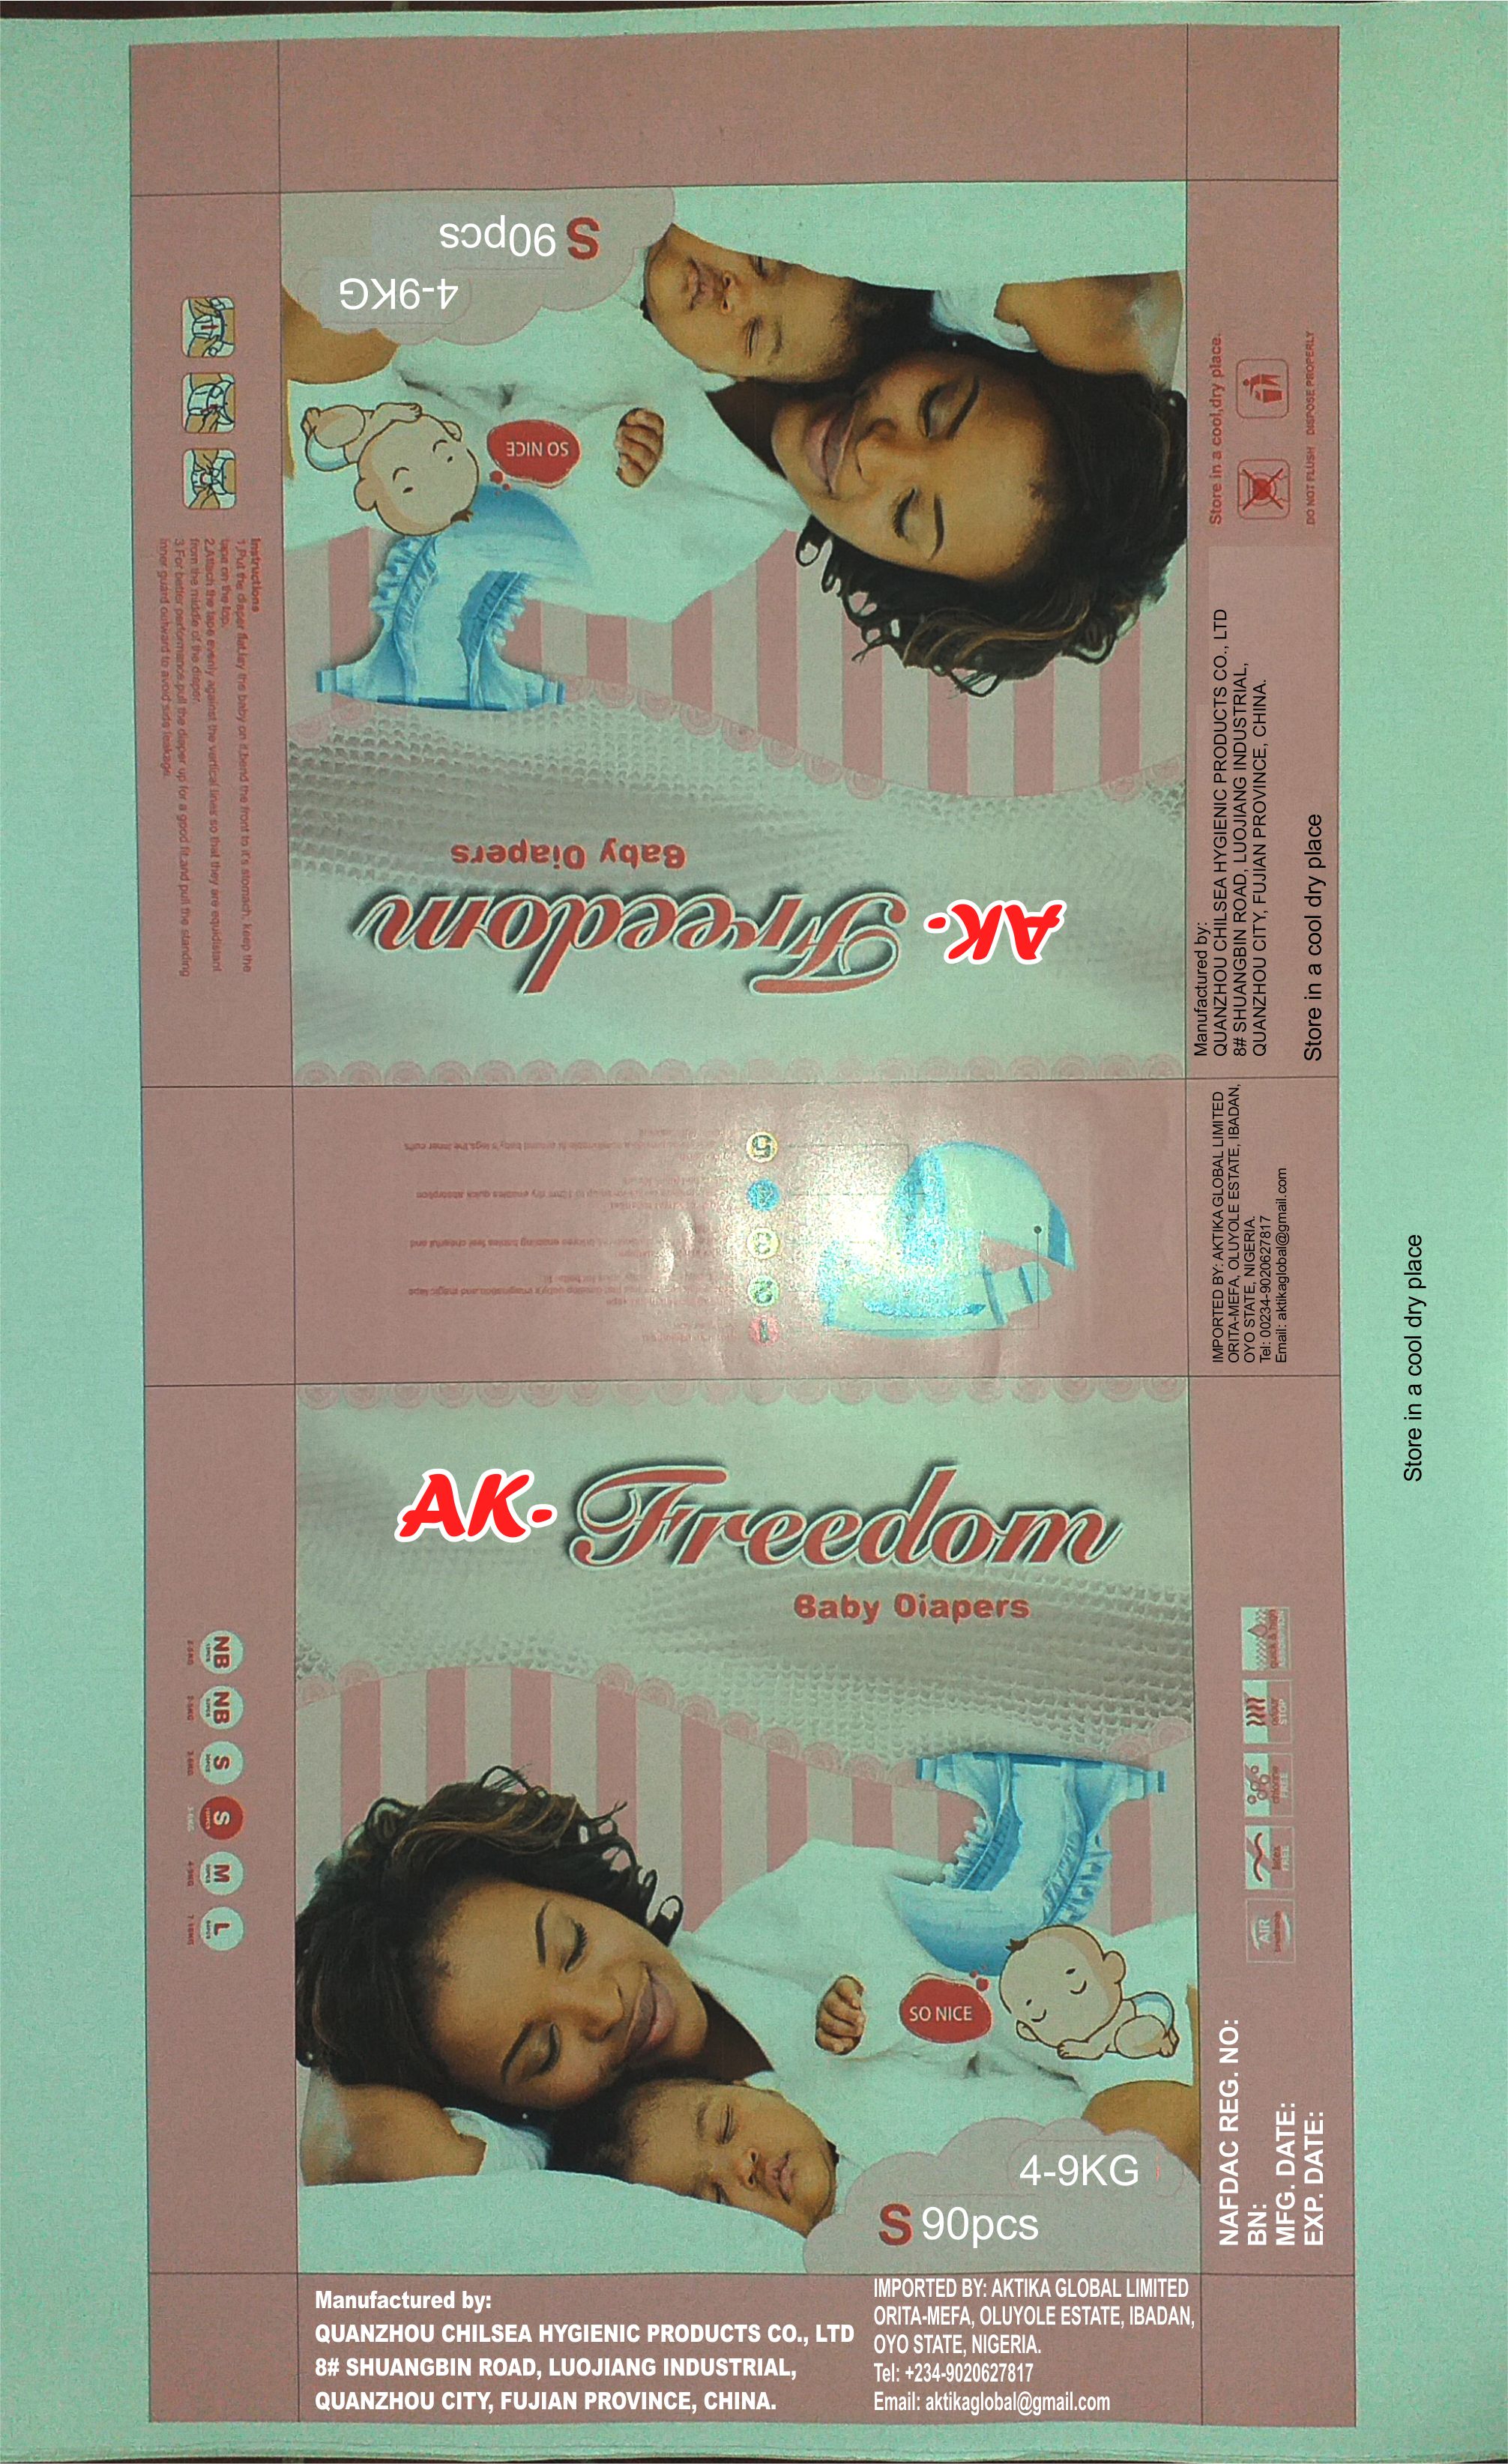 S 90pcs
4-9KG
SO NICE
Baby Diapers
AK- Freedom
Instructions
1.Put the diaper flat.lay the baby on it.bend the front to it's stomach, keep the
tape on the top.
2.Attach the tape evenly against the vertical lines so that they are equidistant
from the middle of the diaper.
3.For better performance.pull the diaper up for a good fit.and pull the standing
inner guard outward to avoid side leakage.
Store in a cool,dry place.
DO NOT FLUSH DISPOSE PROPERLY
Manufactured by:
QUANZHOU CHILSEA HYGIENIC PRODUCTS CO., LTD
8# SHUANGBIN ROAD, LUOJIANG INDUSTRIAL,
QUANZHOU CITY, FUJIAN PROVINCE, CHINA.
Store in a cool dry place
IMPORTED BY: AKTIKA GLOBAL LIMITED
ORITA-MEFA, OLUYOLE ESTATE, IBADAN,
OYO STATE, NIGERIA.
Tel: 00234-9020627817
Email: aktikaglobal@gmail.com
Store in a cool dry place
5
3
2
1
AK- Freedom
Baby Diapers
NB
NB
S
S
M
L
STOP
FREE
FREE
AIR
SO NICE
4-9KG
S 90pcs
NAFDAC REG. NO:
BN:
MFG. DATE:
EXP. DATE:
Manufactured by:
QUANZHOU CHILSEA HYGIENIC PRODUCTS CO., LTD
8# SHUANGBIN ROAD, LUOJIANG INDUSTRIAL,
QUANZHOU CITY, FUJIAN PROVINCE, CHINA.
IMPORTED BY: AKTIKA GLOBAL LIMITED
ORITA-MEFA, OLUYOLE ESTATE, IBADAN,
OYO STATE, NIGERIA.
Tel: +234-9020627817
Email: aktikaglobal@gmail.com